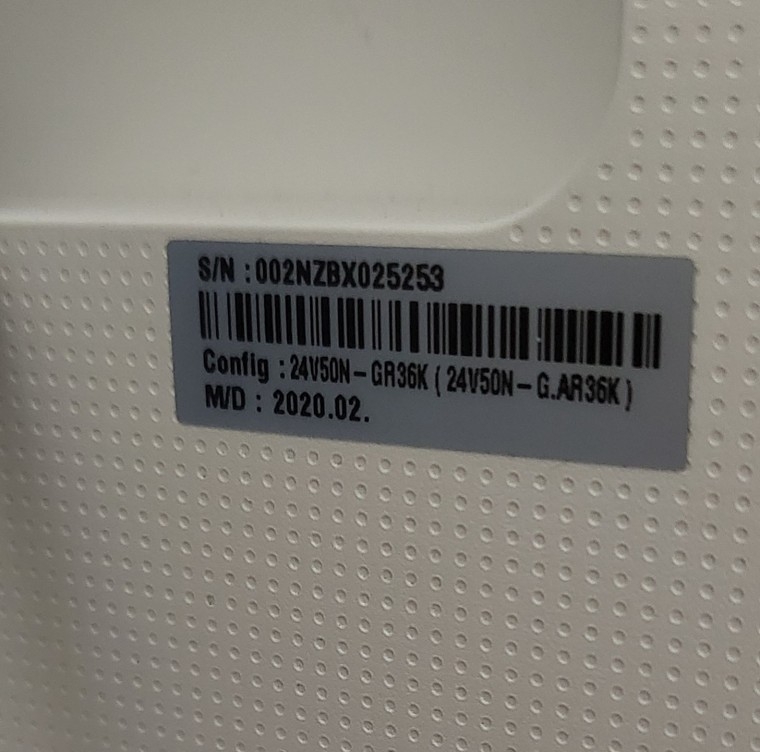 S/N : 002NZBX025253
Config : 24V50N-GR36K ( 24V50N-G.AR36K )
M/D : 2020.02.